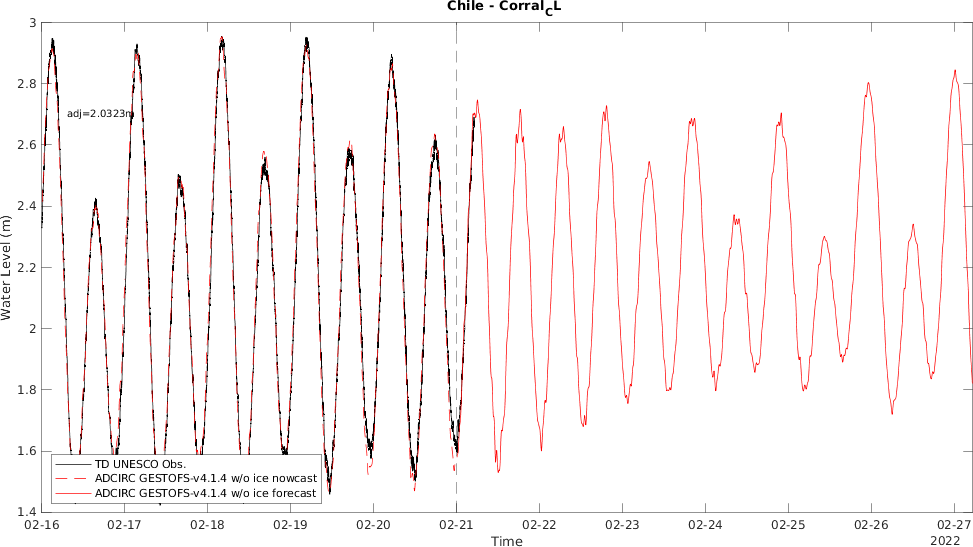 Chile - Corral_CL
3
2.8
adj=2.0323m
2.6
2.4
2.2
2
1.8
1.6
1.4
Water Level (m)
TD UNESCO Obs.
ADCIRC GESTOFS-v4.1.4 w/o ice nowcast
ADCIRC GESTOFS-v4.1.4 w/o ice forecast
02-16 02-17 02-18 02-19 02-20 02-21 02-22 02-23 02-24 02-25 02-26 02-27
Time 2022